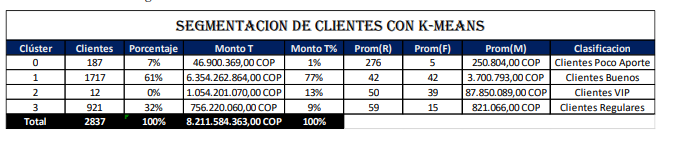 SEGMENTACION DE CLIENTES CON K-MEANS
Clúster Clientes Porcentaje Monto T Monto T% Prom(R) Prom(F) Prom(M) Clasificacion
0 187 7% 46.900.369,00 COP 1% 276 5 250.804,00 COP Clientes Poco Aporte
1 1717 61% 6.354.262.864,00 COP 77% 42 42 3.700.793,00 COP Clientes Buenos
2 12 0% 1.054.201.070,00 COP 13% 50 39 87.850.089,00 COP Clientes VIP
3 921 32% 756.220.060,00 COP 9% 59 15 821.066,00 COP Clientes Regulares
Total 2837 100% 8.211.584.363,00 COP 100%